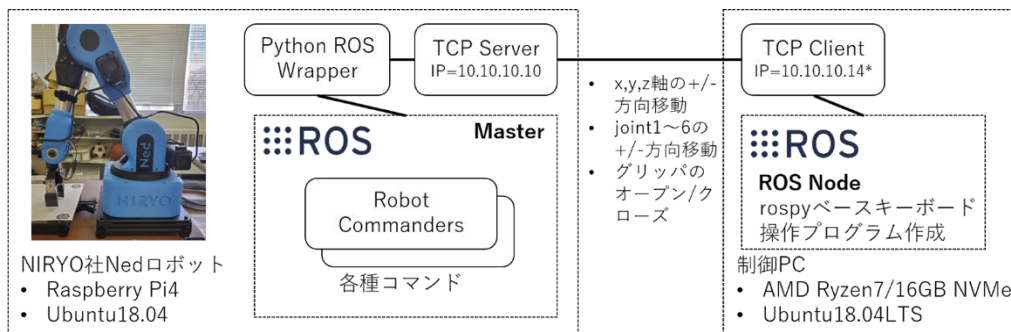 Python ROS
Wrapper
TCP Server
IP=10.10.10.10
TCP Client
IP=10.10.10.14*
• x,y,z軸の+/-
方向移動
• joint1～6の
+/-方向移動
• グリッパの
オープン/ク
ローズ
ROS
Master
Robot
Commanders
各種コマンド
ROS
ROS Node
rospyベースキーボード
操作プログラム作成
Ned
NIRYO
NIRYO社Nedロボット
• Raspberry Pi4
• Ubuntu18.04
制御PC
• AMD Ryzen7/16GB NVMe
• Ubuntu18.04LTS